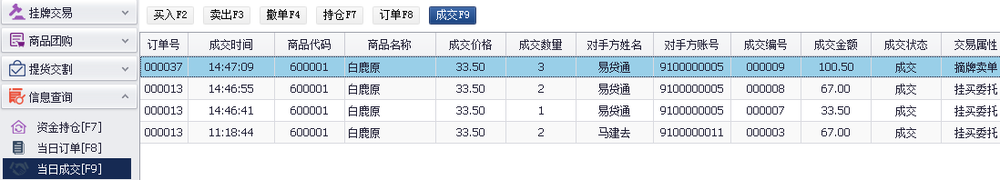 挂牌交易
商品团购
提货交割
信息查询
资金持仓[F7]
当日订单[F8]
当日成交[F9]
买入F2 卖出F3 撤单F4 持仓F7 订单F8 成交F9
订单号 成交时间 商品代码 商品名称 成交价格 成交数量 对手方姓名 对手方账号 成交编号 成交金额 成交状态 交易属性
000037 14:47:09 600001 白鹿原 33.50 3 易贷通 9100000005 000009 100.50 成交 摘牌卖单
000013 14:46:55 600001 白鹿原 33.50 2 易贷通 9100000005 000008 67.00 成交 挂买委托
000013 14:46:41 600001 白鹿原 33.50 1 易贷通 9100000005 000007 33.50 成交 挂买委托
000013 11:18:44 600001 白鹿原 33.50 2 马建去 9100000011 000003 67.00 成交 挂买委托